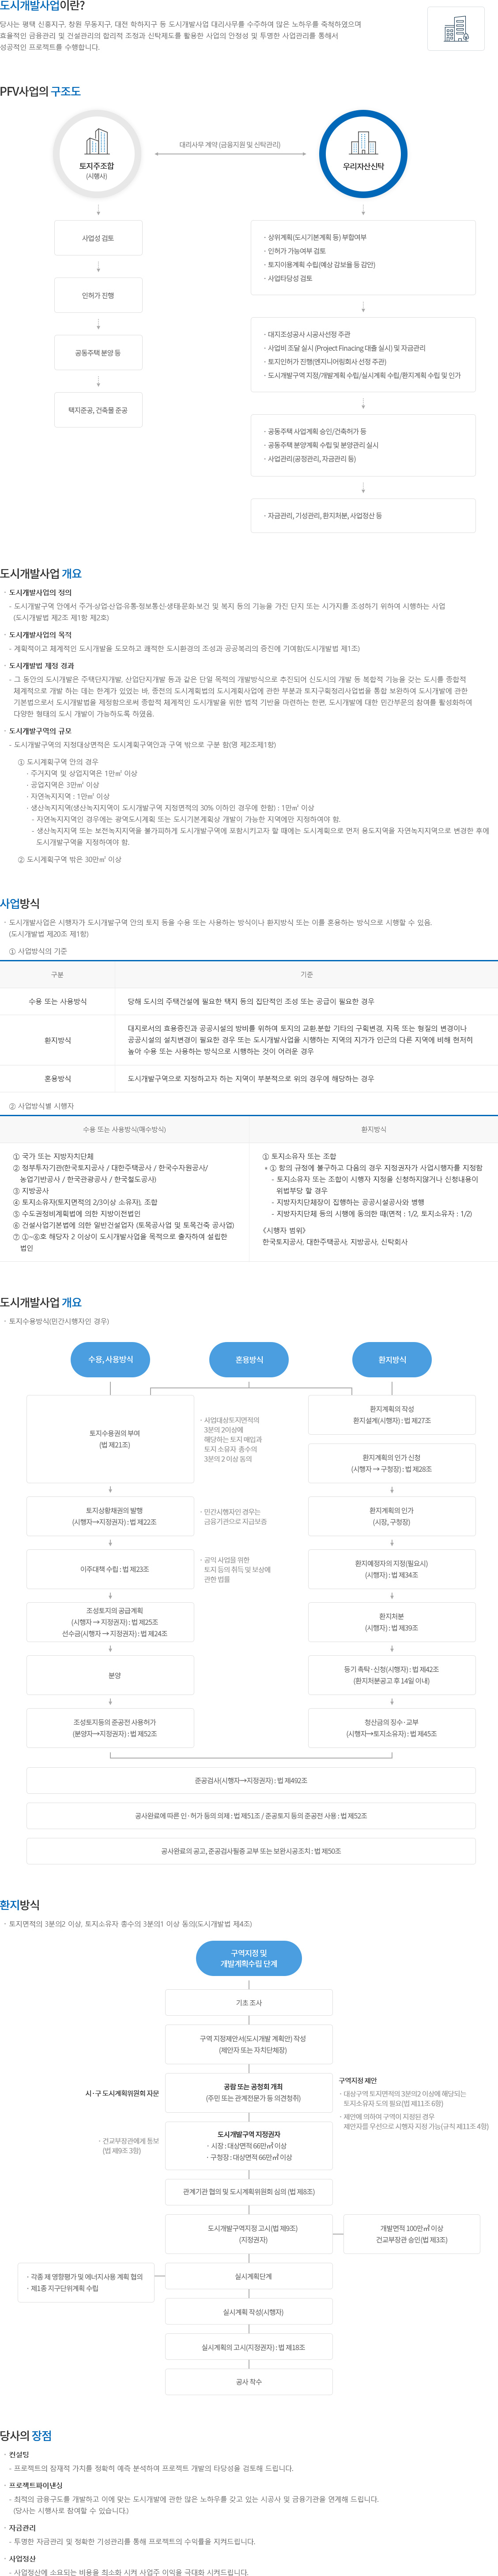 도시개발사업이란?
당사는 평택 신흥지구, 창원 무동지구, 대전 학하지구 등 도시개발사업 대리사무를 수주하여 많은 노하우를 축척하였으며
효율적인 금융관리 및 건설관리의 합리적 조정과 신탁제도를 활용한 사업의 안정성 및 투명한 사업관리를 통해서
성공적인 프로젝트를 수행합니다.
PFV사업의 구조도
토지주조합
(시행사)
대리사무 계약 (금융지원 및 신탁관리)
우리자산신탁
사업성 검토
인허가 진행
공동주택 분양 등
택지준공, 건축물 준공
· 상위계획(도시기본계획 등) 부합여부
· 인허가 가능여부 검토
· 토지이용계획 수립(예상 감보율 등 감안)
· 사업타당성 검토
· 대지조성공사 시공사선정 주관
· 사업비 조달 실시 (Project Finacing 대출 실시) 및 자금관리
· 토지인허가 진행(엔지니어링회사 선정 주관)
· 도시개발구역 지정/개발계획 수립/실시계획 수립/환지계획 수립 및 인가
· 공동주택 사업계획 승인/건축허가 등
· 공동주택 분양계획 수립 및 분양관리 실시
· 사업관리(공정관리, 자금관리 등)
· 자금관리, 기성관리, 환지처분, 사업정산 등
도시개발사업 개요
· 도시개발사업의 정의
- 도시개발구역 안에서 주거·상업·산업·유통·정보통신·생태·문화·보건 및 복지 등의 기능을 가진 단지 또는 시가지를 조성하기 위하여 시행하는 사업
(도시개발법 제2조 제1항 제2호)
· 도시개발사업의 목적
- 계획적이고 체계적인 도시개발을 도모하고 쾌적한 도시환경의 조성과 공공복리의 증진에 기여함(도시개발법 제1조)
· 도시개발법 제정 경과
- 그 동안의 도시개발은 주택단지개발, 산업단지개발 등과 같은 단일 목적의 개발방식으로 추진되어 신도시의 개발 등 복합적 기능을 갖는 도시를 종합적
체계적으로 개발 하는 데는 한계가 있었는 바, 종전의 도시계획법의 도시계획사업에 관한 부분과 토지구획정리사업법을 통합 보완하여 도시개발에 관한
기본법으로서 도시개발법을 제정함으로써 종합적 체계적인 도시개발을 위한 법적 기반을 마련하는 한편, 도시개발에 대한 민간부문의 참여를 활성화하여
다양한 형태의 도시 개발이 가능하도록 하였음.
· 도시개발구역의 규모
- 도시개발구역의 지정대상면적은 도시계획구역안과 구역 밖으로 구분 함(영 제2조제1항)
① 도시계획구역 안의 경우
· 주거지역 및 상업지역은 1만㎡ 이상
· 공업지역은 3만㎡ 이상
· 자연녹지지역 : 1만㎡ 이상
· 생산녹지지역(생산녹지지역이 도시개발구역 지정면적의 30% 이하인 경우에 한함) : 1만㎡ 이상
- 자연녹지지역인 경우에는 광역도시계획 또는 도시기본계획상 개발이 가능한 지역에만 지정하여야 함.
- 생산녹지지역 또는 보전녹지지역을 불가피하게 도시개발구역에 포함시키고자 할 때에는 도시계획으로 먼저 용도지역을 자연녹지지역으로 변경한 후에
도시개발구역을 지정하여야 함.
② 도시계획구역 밖은 30만㎡ 이상
사업방식
· 도시개발사업은 시행자가 도시개발구역 안의 토지 등을 수용 또는 사용하는 방식이나 환지방식 또는 이를 혼용하는 방식으로 시행할 수 있음.
(도시개발법 제20조 제1항)
① 사업방식의 기준
구분 기준
수용 또는 사용방식 당해 도시의 주택건설에 필요한 택지 등의 집단적인 조성 또는 공급이 필요한 경우
환지방식 대지로서의 효용증진과 공공시설의 방비를 위하여 토지의 교환,분합 기타의 구획변경, 지목 또는 형질의 변경이나
공공시설의 설치변경이 필요한 경우 또는 도시개발사업을 시행하는 지역의 지가가 인근의 다른 지역에 비해 현저히
높아 수용 또는 사용하는 방식으로 시행하는 것이 어려운 경우
혼용방식 도시개발구역으로 지정하고자 하는 지역이 부분적으로 위의 경우에 해당하는 경우
② 사업방식별 시행자
수용 또는 사용방식(매수방식) 환지방식
① 국가 또는 지방자치단체
② 정부투자기관(한국토지공사 / 대한주택공사 / 한국수자원공사/
농업기반공사 / 한국관광공사 / 한국철도공사)
③ 지방공사
④ 토지소유자(토지면적의 2/3이상 소유자), 조합
⑤ 수도권정비계획법에 의한 지방이전법인
⑥ 건설사업기본법에 의한 일반건설업자 (토목공사업 및 토목건축 공사업)
⑦ ①~⑥호 해당자 2 이상이 도시개발사업을 목적으로 출자하여 설립한
법인
① 토지소유자 또는 조합
* ① 항의 규정에 불구하고 다음의 경우 지정권자가 사업시행자를 지정함
- 토지소유자 또는 조합이 시행자 지정을 신청하지않거나 신청내용이
위법부당 할 경우
- 지방자치단체장이 집행하는 공공시설공사와 병행
- 지방자치단체 등의 시행에 동의한 때(면적 : 1/2, 토지소유자 : 1/2)
<시행자 범위>
한국토지공사, 대한주택공사, 지방공사, 신탁회사
도시개발사업 개요
· 토지수용방식(민간시행자인 경우)
수용, 사용방식
혼용방식
환지방식
토지수용권의 부여
(법 제21조)
· 사업대상토지면적의
3분의 2이상에
해당하는 토지 매입과
토지 소유자 총수의
3분의 2 이상 동의
환지계획의 작성
환지설계(시행자) : 법 제27조
환지계획의 인가 신청
(시행자 → 구청장) : 법 제28조
토지상환채권의 발행
(시행자→지정권자) : 법 제22조
· 민간시행자인 경우는
금융기관으로 지급보증
환지계획의 인가
(시장, 구청장)
이주대책 수립 : 법 제23조
· 공익 사업을 위한
토지 등의 취득 및 보상에
관한 법률
환지예정자의 지정(필요시)
(시행자) : 법 제34조
조성토지의 공급계획
(시행자 → 지정권자) : 법 제25조
선수금(시행자 → 지정권자) : 법 제24조
환지처분
(시행자) : 법 제39조
분양
등기 촉탁·신청(시행자) : 법 제42조
(환지처분공고 후 14일 이내)
조성토지등의 준공전 사용허가
(분양자→지정권자) : 법 제52조
청산금의 징수·교부
(시행자→토지소유자) : 법 제45조
준공검사(시행자→지정권자) : 법 제492조
공사완료에 따른 인·허가 등의 의제 : 법 제51조 / 준공토지 등의 준공전 사용 : 법 제52조
공사완료의 공고, 준공검사필증 교부 또는 보완시공조치 : 법 제50조
환지방식
· 토지면적의 3분의2 이상, 토지소유자 총수의 3분의1 이상 동의(도시개발법 제4조)
구역지정 및
개발계획수립 단계
기초 조사
구역 지정제안서(도시개발 계획안) 작성
(제안자 또는 자치단체장)
시·구 도시계획위원회 자문
공람 또는 공청회 개최
(주민 또는 관계전문가 등 의견청취)
구역지정 제안
· 대상구역 토지면적의 3분의2 이상에 해당되는
토지소유자 도의 필요(법 제11조 6항)
· 제안에 의하여 구역이 지정된 경우
제안자를 우선으로 시행자 지정 가능(규칙 제11조 4항)
· 건교부장관에게 통보
(법 제9조 3항)
도시개발구역 지정권자
· 시장 : 대상면적 66만㎡ 이상
· 구청장 : 대상면적 66만㎡ 이상
관계기관 협의 및 도시계획위원회 심의 (법 제8조)
도시개발구역지정 고시(법 제9조)
(지정권자)
개발면적 100만㎡ 이상
건교부장관 승인(법 제3조)
· 각종 제 영향평가 및 에너지사용 계획 협의
· 제1종 지구단위계획 수립
실시계획단계
실시계획 작성(시행자)
실시계획의 고시(지정권자) : 법 제18조
공사 착수
당사의 장점
· 컨설팅
- 프로젝트의 잠재적 가치를 정확히 예측 분석하여 프로젝트 개발의 타당성을 검토해 드립니다.
· 프로젝트파이낸싱
- 최적의 금융구도를 개발하고 이에 맞는 도시개발에 관한 많은 노하우를 갖고 있는 시공사 및 금융기관을 연계해 드립니다.
(당사는 시행사로 참여할 수 있습니다.)
· 자금관리
- 투명한 자금관리 및 정확한 기성관리를 통해 프로젝트의 수익률을 지켜드립니다.
· 사업정산
- 사업정산에 소요되는 비용을 최소화 시켜 사업주 이익을 극대화 시켜드립니다.